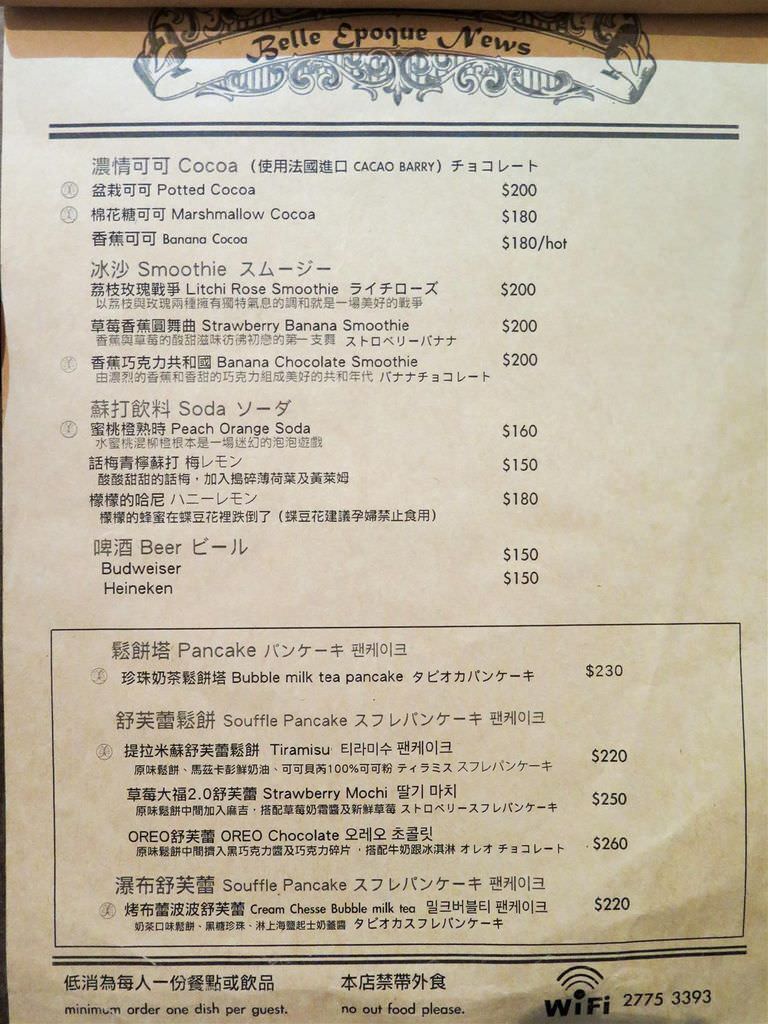 Belle Epoque News
濃情可可 Cocoa (使用法國進口 CACAO BARRY) チョコレート
盆栽可可 Potted Cocoa $200
棉花糖可可 Marshmallow Cocoa $180
香蕉可可 Banana Cocoa $180/hot
冰沙 Smoothie スムージー
荔枝玫瑰戰爭 Litchi Rose Smoothie ライチローズ $200
以荔枝與玫瑰兩種擁有獨特氣息的調和就是一場美好的戰爭
草莓香蕉圓舞曲 Strawberry Banana Smoothie $200
香蕉與草莓的酸甜滋味彷彿初戀的第一支舞 ストロベリーバナナ
香蕉巧克力共和國 Banana Chocolate Smoothie $200
由濃烈的香蕉和香甜的巧克力組成美好的共和年代 バナナチョコレート
蘇打飲料 Soda ソーダ
蜜桃橙熟時 Peach Orange Soda $160
水蜜桃混柳橙根本是一場迷幻的泡泡遊戲
話梅青檸蘇打 梅レモン $150
酸酸甜甜的話梅，加入搗碎薄荷葉及黃萊姆
檬檬的哈尼 ハニーレモン $180
檬檬的蜂蜜在蝶豆花裡跌倒了 (蝶豆花建議孕婦禁止食用)
啤酒 Beer ビール
Budweiser $150
Heineken $150
鬆餅塔 Pancake パンケーキ 팬케이크
珍珠奶茶鬆餅塔 Bubble milk tea pancake タピオカパンケーキ $230
舒芙蕾鬆餅 Souffle Pancake スフレパンケーキ 팬케이크
提拉米蘇舒芙蕾鬆餅 Tiramisu 티라미수 팬케이크 $220
原味鬆餅、馬茲卡彭鮮奶油、可可貝芮100%可可粉 ティラミス スフレパンケーキ
草莓大福2.0舒芙蕾 Strawberry Mochi 딸기 마치 $250
原味鬆餅中間加入麻吉，搭配草莓奶霜醬及新鮮草莓 ストロベリースフレパンケーキ
OREO舒芙蕾 OREO Chocolate 오레오 초콜릿 $260
原味鬆餅中間擠入黑巧克力醬及巧克力碎片，搭配牛奶跟冰淇淋 オレオ チョコレート
瀑布舒芙蕾 Souffle Pancake スフレパンケーキ 팬케이크
烤布蕾波波舒芙蕾 Cream Chesse Bubble milk tea 밀크버블티 팬케이크 $220
奶茶口味鬆餅、黑糖珍珠、淋上海鹽起士奶蓋醬 タピオカスフレパンケーキ
低消為每人一份餐點或飲品 本店禁帶外食
minimum order one dish per guest. no out food please. WiFi 2775 3393